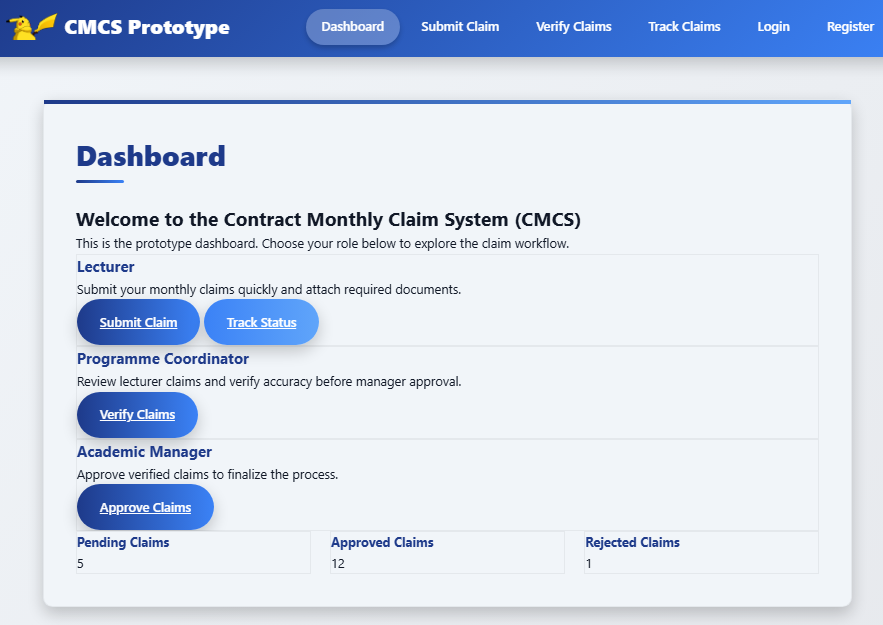 CMCS Prototype
Dashboard
Submit Claim
Verify Claims
Track Claims
Login
Register
Dashboard
Welcome to the Contract Monthly Claim System (CMCS)
This is the prototype dashboard. Choose your role below to explore the claim workflow.
Lecturer
Submit your monthly claims quickly and attach required documents.
Submit Claim
Track Status
Programme Coordinator
Review lecturer claims and verify accuracy before manager approval.
Verify Claims
Academic Manager
Approve verified claims to finalize the process.
Approve Claims
Pending Claims
5
Approved Claims
12
Rejected Claims
1